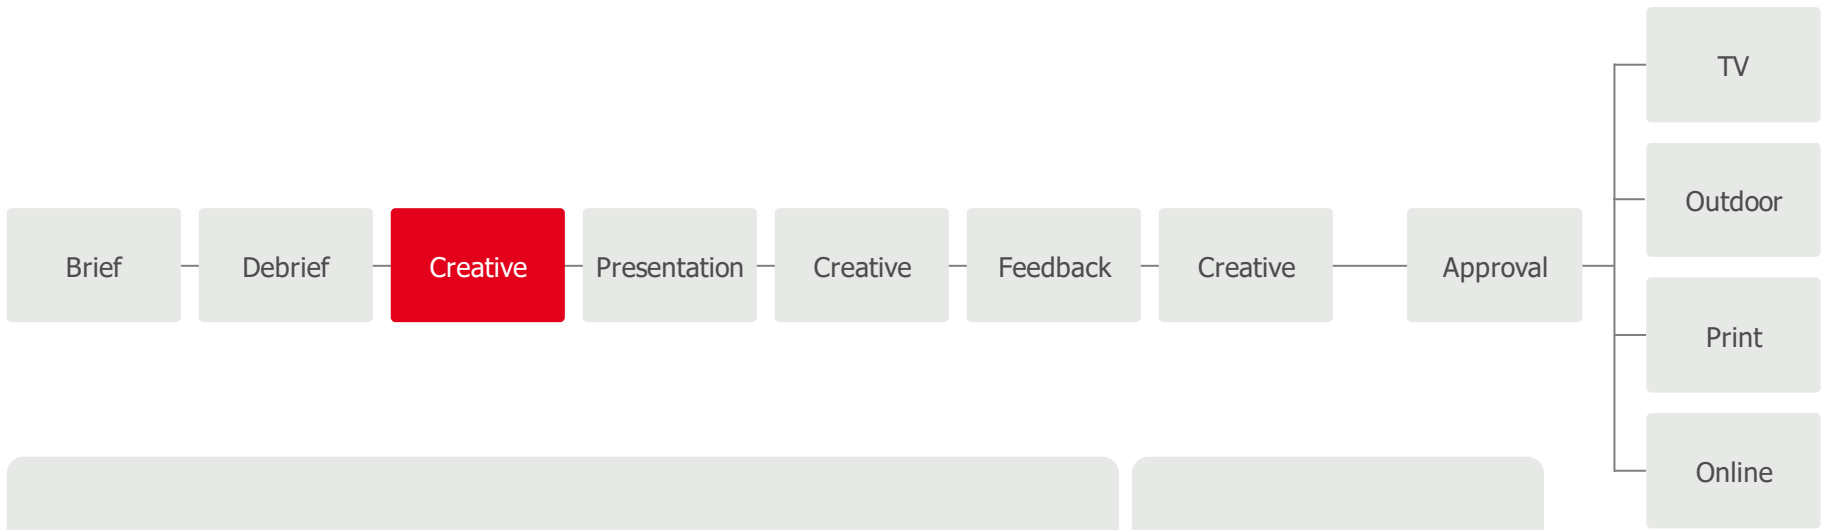 Brief
Debrief
Creative
Presentation
Creative
Feedback
Creative
Approval
TV
Outdoor
Print
Online